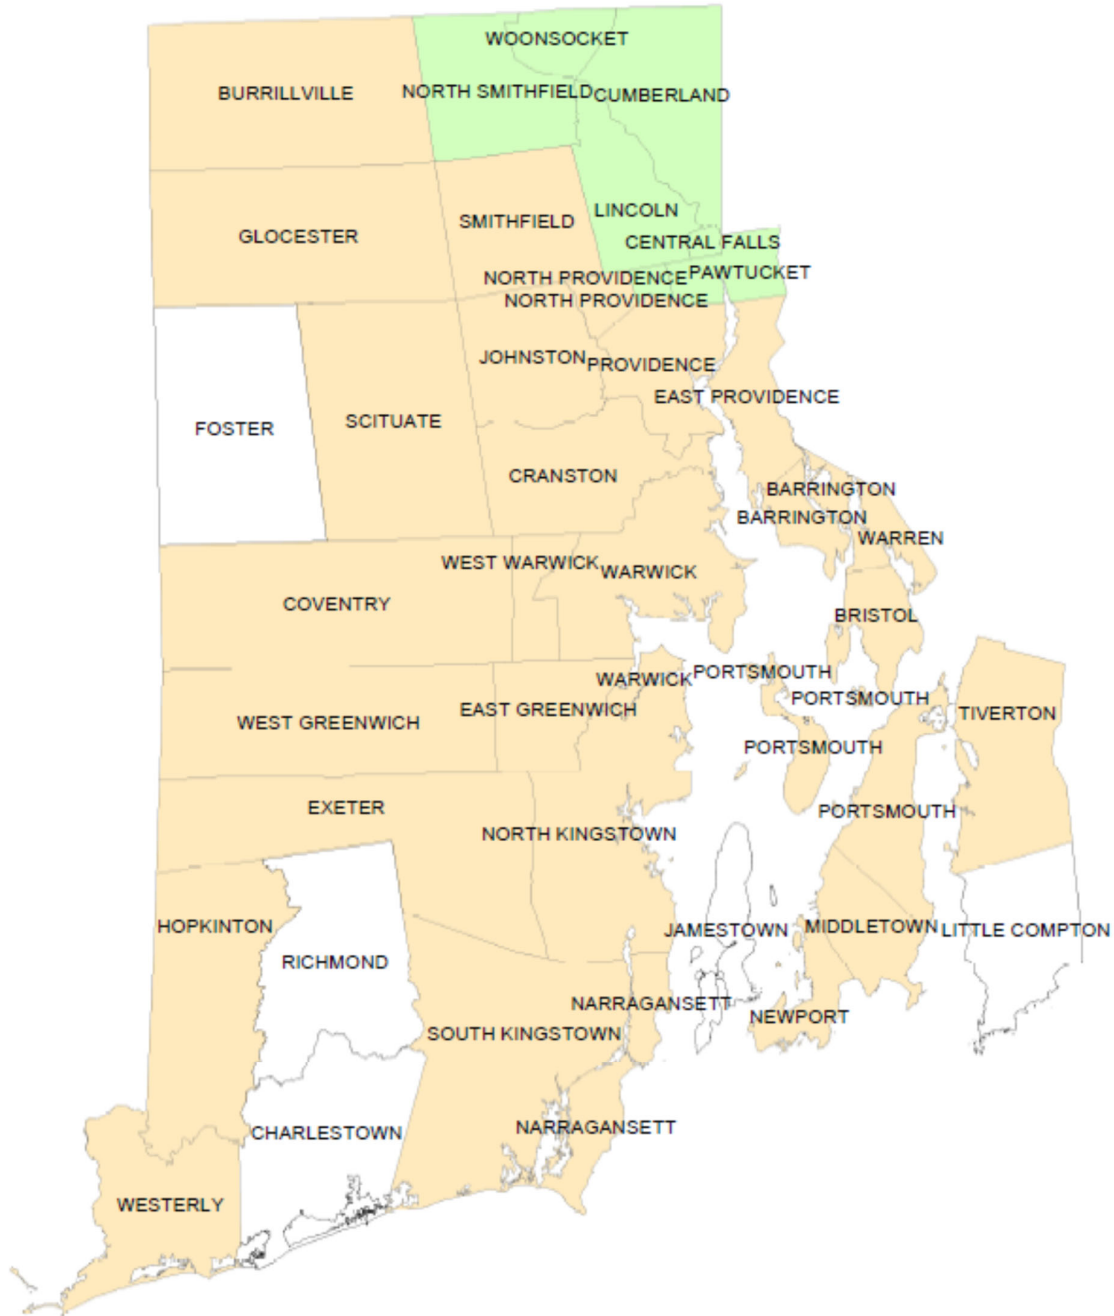 WOONSOCKET
BURRILLVILLE
NORTH SMITHFIELD
CUMBERLAND
LINCOLN
SMITHFIELD
GLOCESTER
CENTRAL FALLS
PAWTUCKET
NORTH PROVIDENCE
NORTH PROVIDENCE
JOHNSTON
PROVIDENCE
EAST PROVIDENCE
SCITUATE
FOSTER
CRANSTON
BARRINGTON
BARRINGTON
WARREN
WEST WARWICK
WARWICK
COVENTRY
BRISTOL
WARWICK
PORTSMOUTH
PORTSMOUTH
EAST GREENWICH
TIVERTON
WEST GREENWICH
PORTSMOUTH
EXETER
PORTSMOUTH
NORTH KINGSTOWN
HOPKINTON
JAMESTOWN
MIDDLETOWN
LITTLE COMPTON
RICHMOND
NARRAGANSETT
NEWPORT
SOUTH KINGSTOWN
NARRAGANSETT
CHARLESTOWN
WESTERLY